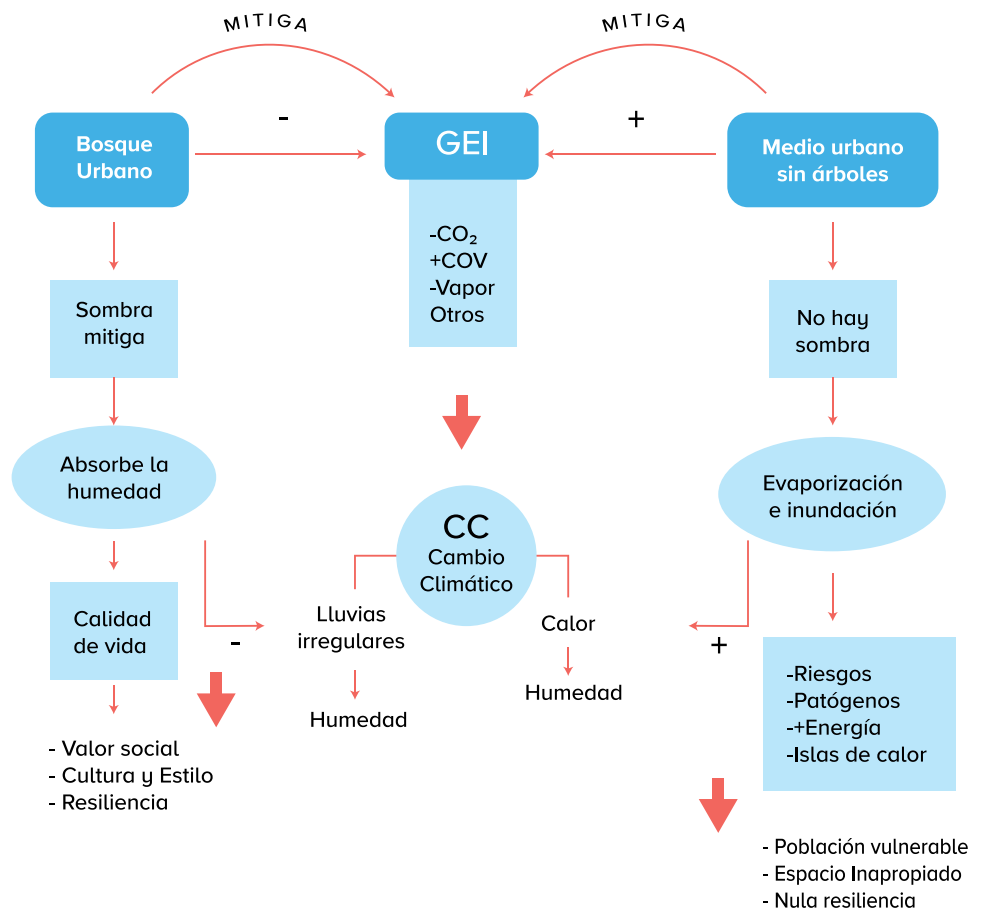 MITIGA
MITIGA
-
+
Bosque
Urbano
GEI
Medio urbano
sin árboles
-CO₂
+COV
-Vapor
Otros
Sombra
mitiga
No hay
sombra
Absorbe la
humedad
Evaporización
e inundación
CC
Cambio
Climático
Calidad
de vida
-
Lluvias
irregulares
Humedad
Calor
Humedad
+
-Riesgos
-Patógenos
-+Energía
-Islas de calor
- Valor social
- Cultura y Estilo
- Resiliencia
- Población vulnerable
- Espacio Inapropiado
- Nula resiliencia